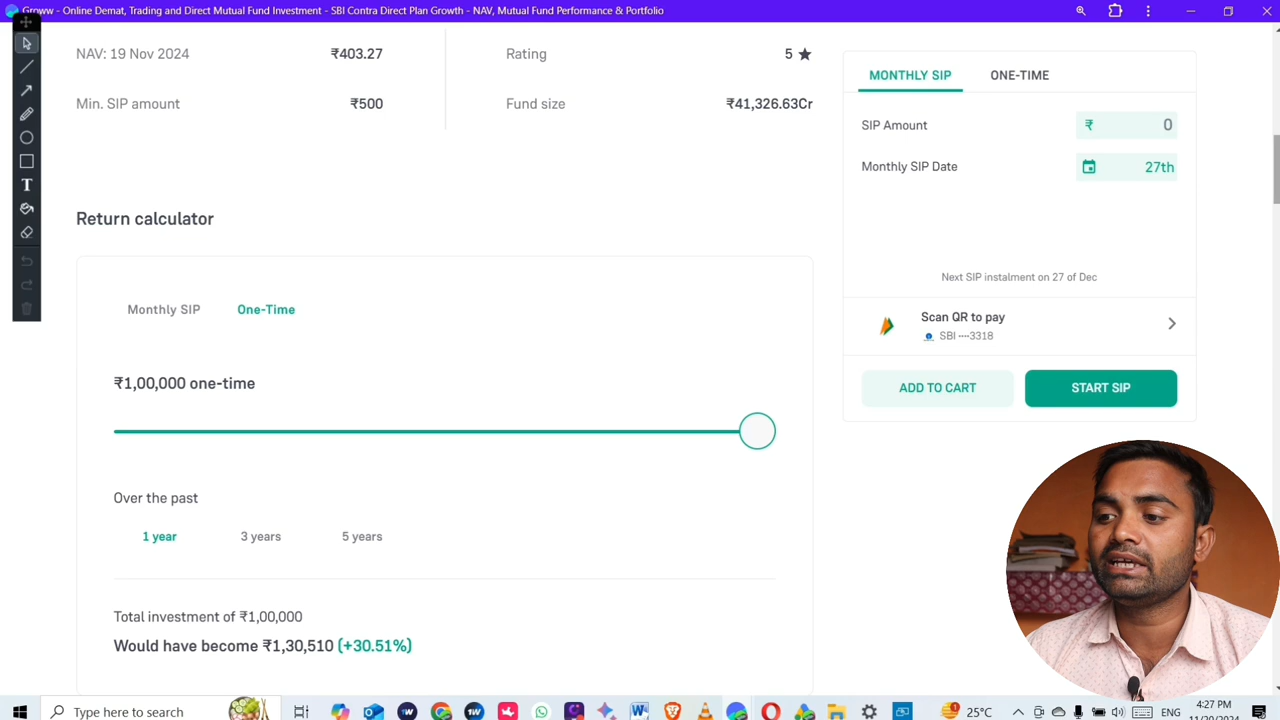 Groww - Online Demat, Trading and Direct Mutual Fund Investment - SBI Contra Direct Plan Growth - NAV, Mutual Fund Performance & Portfolio
NAV: 19 Nov 2024 ₹403.27 Rating 5 ★
Min. SIP amount ₹500 Fund size ₹41,326.63Cr
MONTHLY SIP ONE-TIME
SIP Amount ₹ 0
Monthly SIP Date 27th
Next SIP instalment on 27 of Dec
Scan QR to pay
SBI ····3318
ADD TO CART START SIP
T
Return calculator
Monthly SIP One-Time
₹1,00,000 one-time
Over the past
1 year 3 years 5 years
Total investment of ₹1,00,000
Would have become ₹1,30,510 (+30.51%)
Type here to search
25°C
ENG
4:27 PM